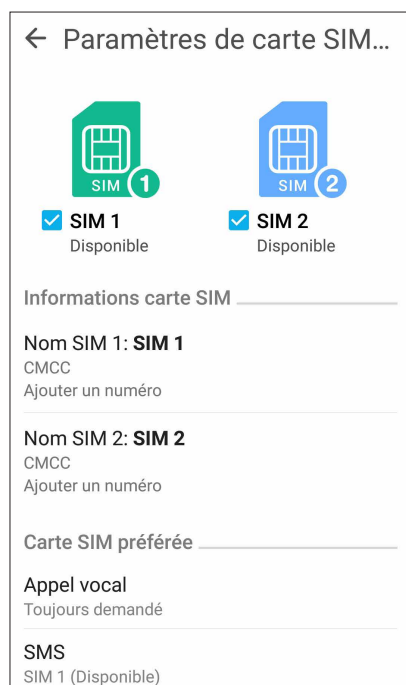 Paramètres de carte SIM...
SIM 1
SIM 2
SIM 1
SIM 2
Disponible
Disponible
Informations carte SIM
Nom SIM 1: SIM 1
CMCC
Ajouter un numéro
Nom SIM 2: SIM 2
CMCC
Ajouter un numéro
Carte SIM préférée
Appel vocal
Toujours demandé
SMS
SIM 1 (Disponible)